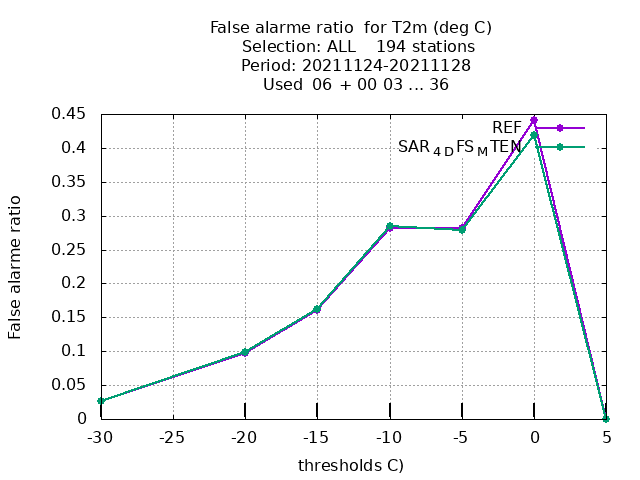 False alarme ratio  for T2m (deg C)
Selection: ALL    194 stations
Period: 20211124-20211128
Used  06 + 00 03 ... 36
0.45
REF
0.4
SAR4DFSMTEN
0.35
0.3
0.25
0.2
0.15
0.1
0.05
0
False alarme ratio
-30 -25 -20 -15 -10 -5 0 5
thresholds C)